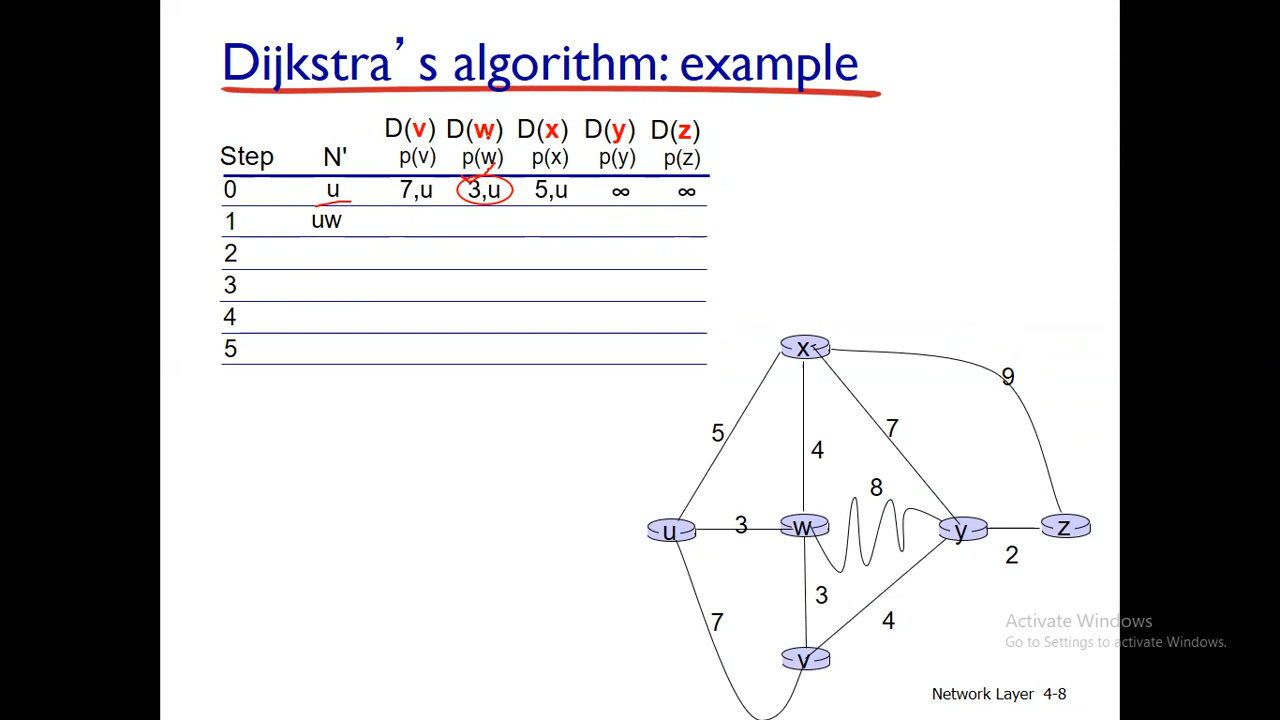 Dijkstra’s algorithm: example
D(v) D(w) D(x) D(y) D(z)
Step N' p(v) p(w) p(x) p(y) p(z)
0 u 7,u 3,u 5,u ∞ ∞
1 uw
2
3
4
5
x
9
5
7
4
8
u
3
w
y
z
2
3
7
4
v
Activate Windows
Go to Settings to activate Windows.
Network Layer 4-8